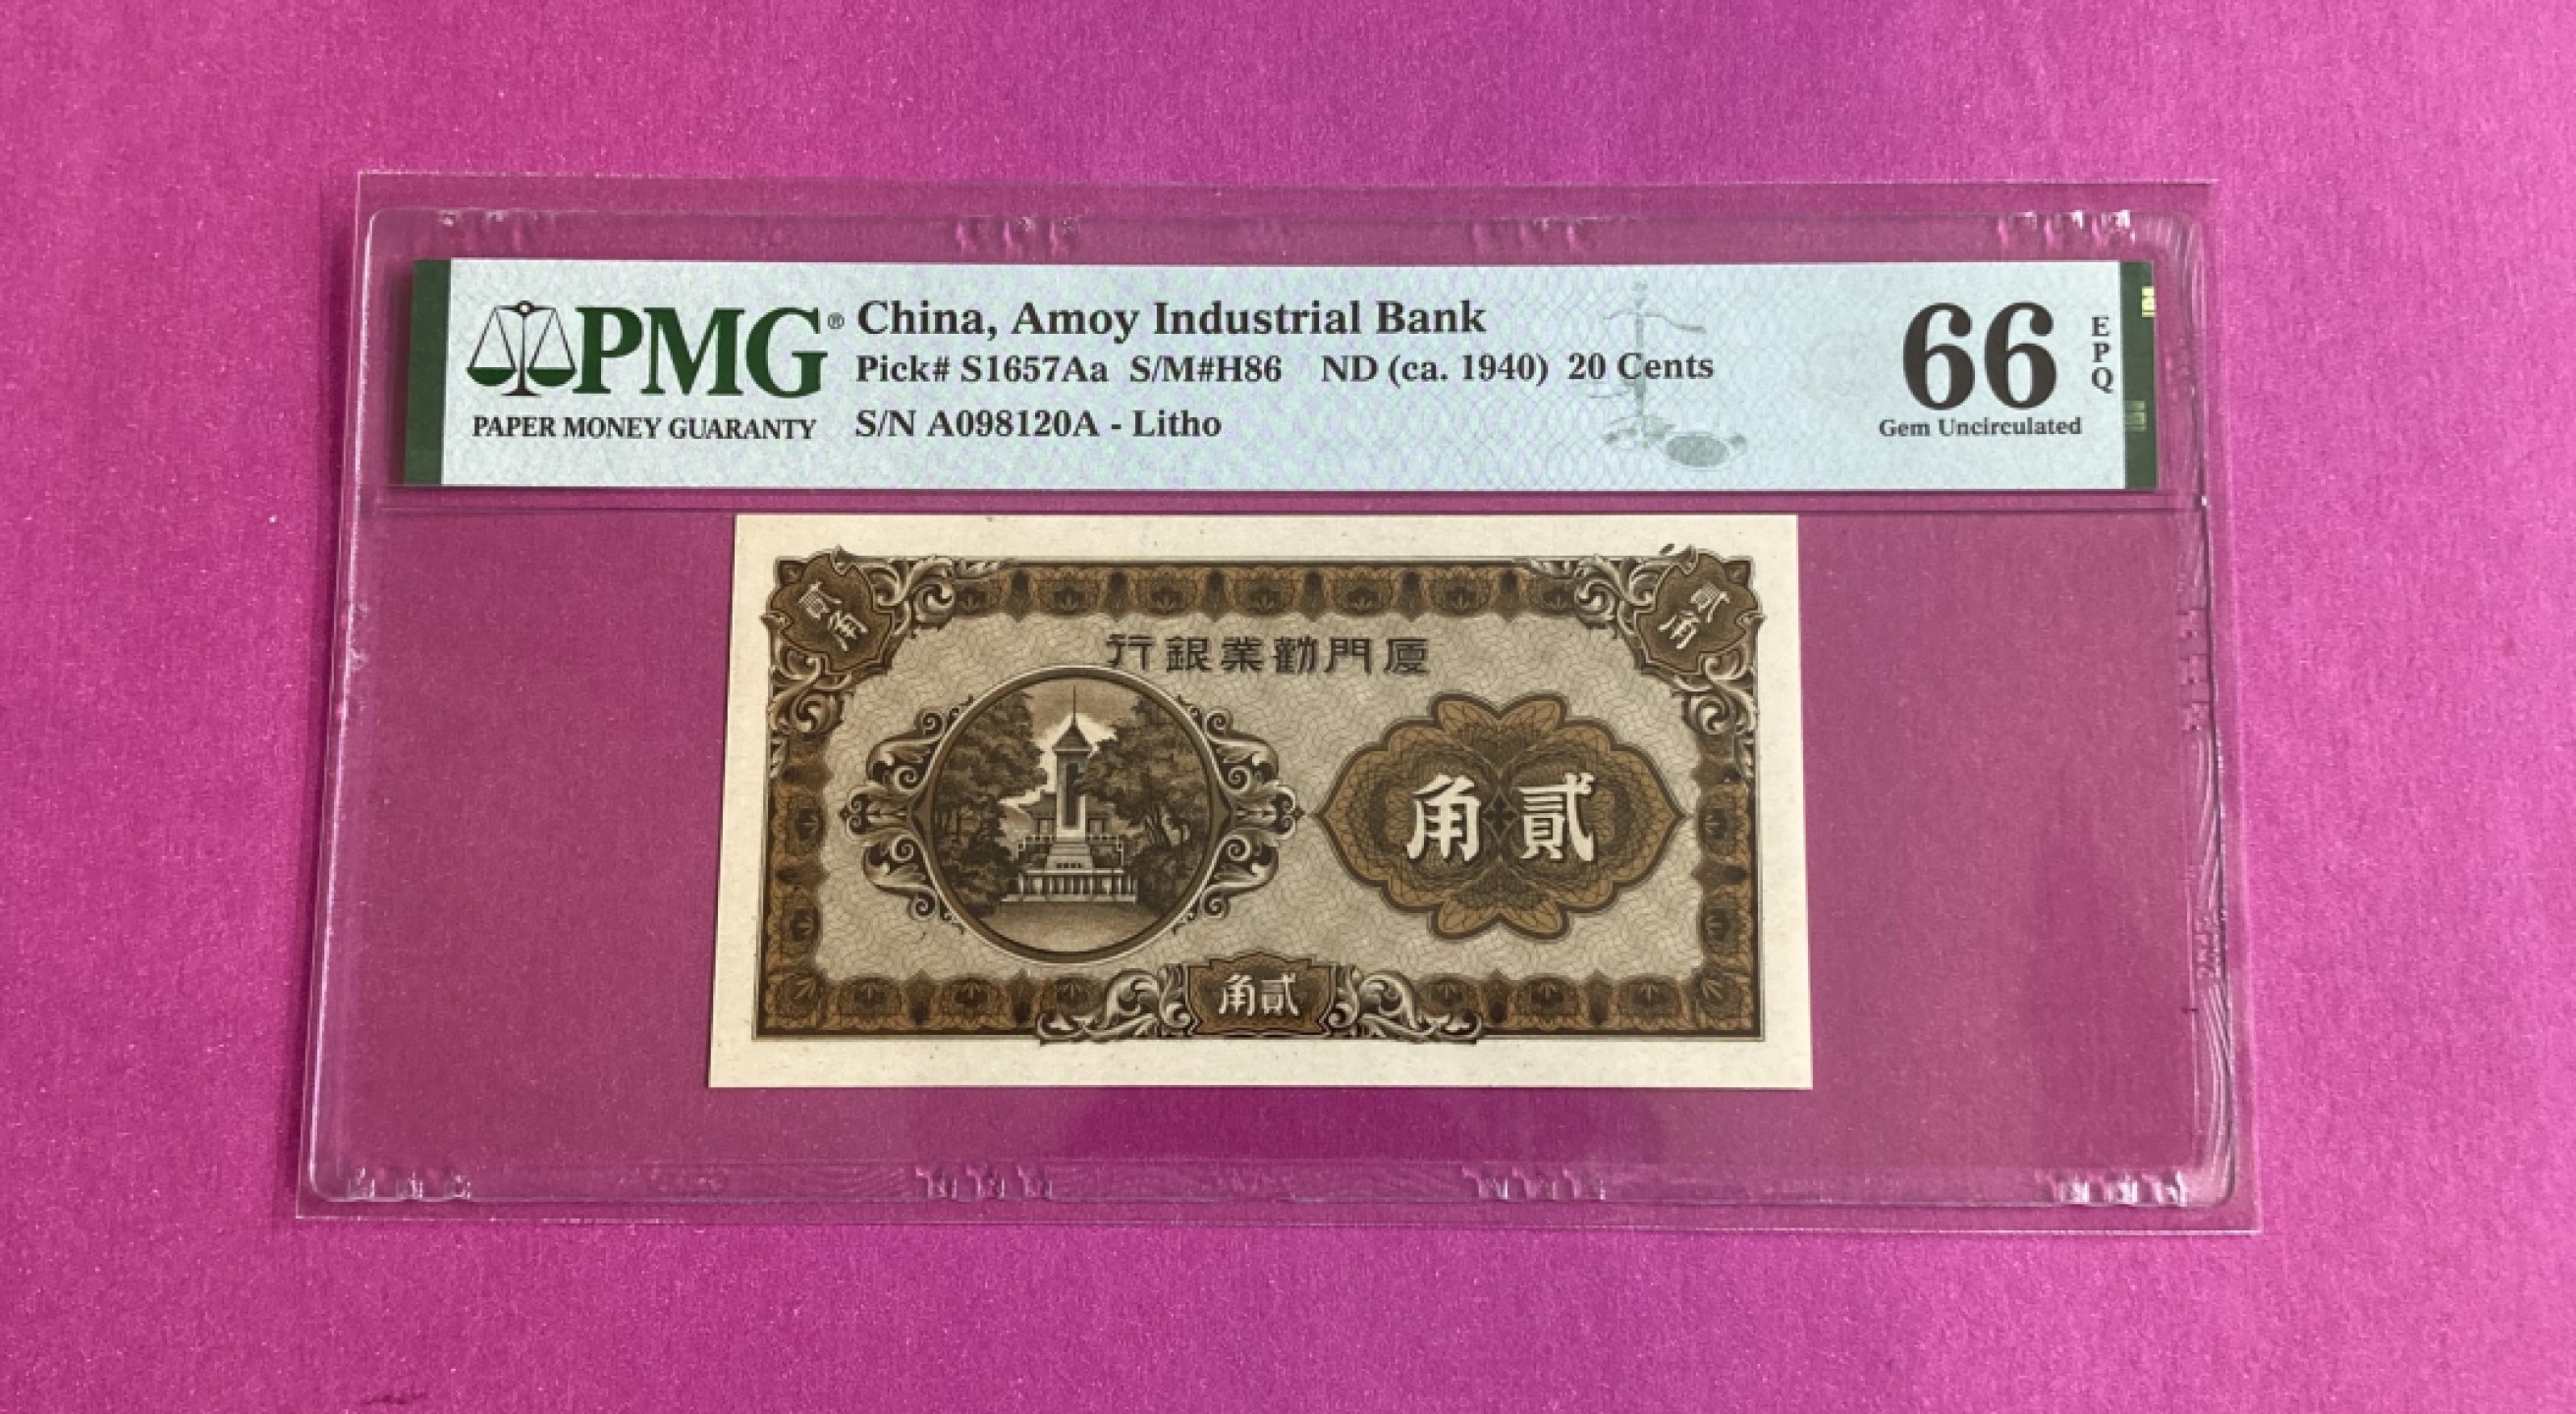 PMG®
PAPER MONEY GUARANTY
China, Amoy Industrial Bank
Pick# S1657Aa S/M#H86 ND (ca. 1940) 20 Cents
S/N A098120A - Litho
66
EPQ
Gem Uncirculated
貳角
貳角
廈門勸業銀行
貳角
貳角